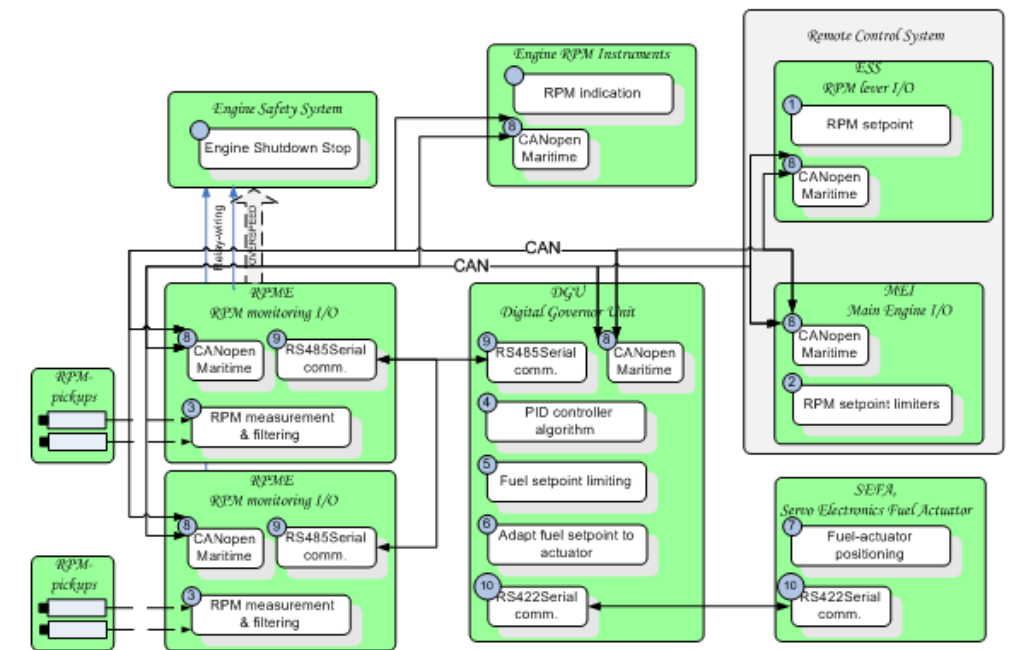 Remote Control System
ESS
RPM lever I/O
1
RPM setpoint
8
CANopen
Maritime
Engine RPM Instruments
RPM indication
8
CANopen
Maritime
Engine Safety System
Engine Shutdown Stop
Relay-wiring
OVERSPEED
CAN
CAN
RPME
RPM monitoring I/O
8
CANopen
Maritime
9
RS485Serial
comm.
3
RPM measurement
& filtering
RPM-
pickups
RPME
RPM monitoring I/O
8
CANopen
Maritime
9
RS485Serial
comm.
3
RPM measurement
& filtering
RPM-
pickups
DGU
Digital Governor Unit
9
RS485Serial
comm.
8
CANopen
Maritime
4
PID controller
algorithm
5
Fuel setpoint limiting
6
Adapt fuel setpoint to
actuator
10
RS422Serial
comm.
MEI
Main Engine I/O
8
CANopen
Maritime
2
RPM setpoint limiters
SEFA,
Servo Electronics Fuel Actuator
7
Fuel-actuator
positioning
10
RS422Serial
comm.